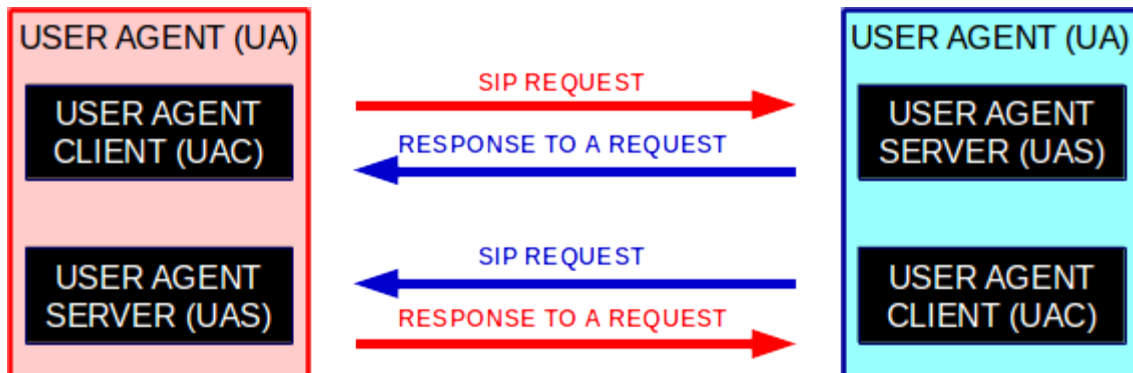 USER AGENT (UA)
USER AGENT
CLIENT (UAC)
USER AGENT
SERVER (UAS)
SIP REQUEST
RESPONSE TO A REQUEST
SIP REQUEST
RESPONSE TO A REQUEST
USER AGENT (UA)
USER AGENT
SERVER (UAS)
USER AGENT
CLIENT (UAC)